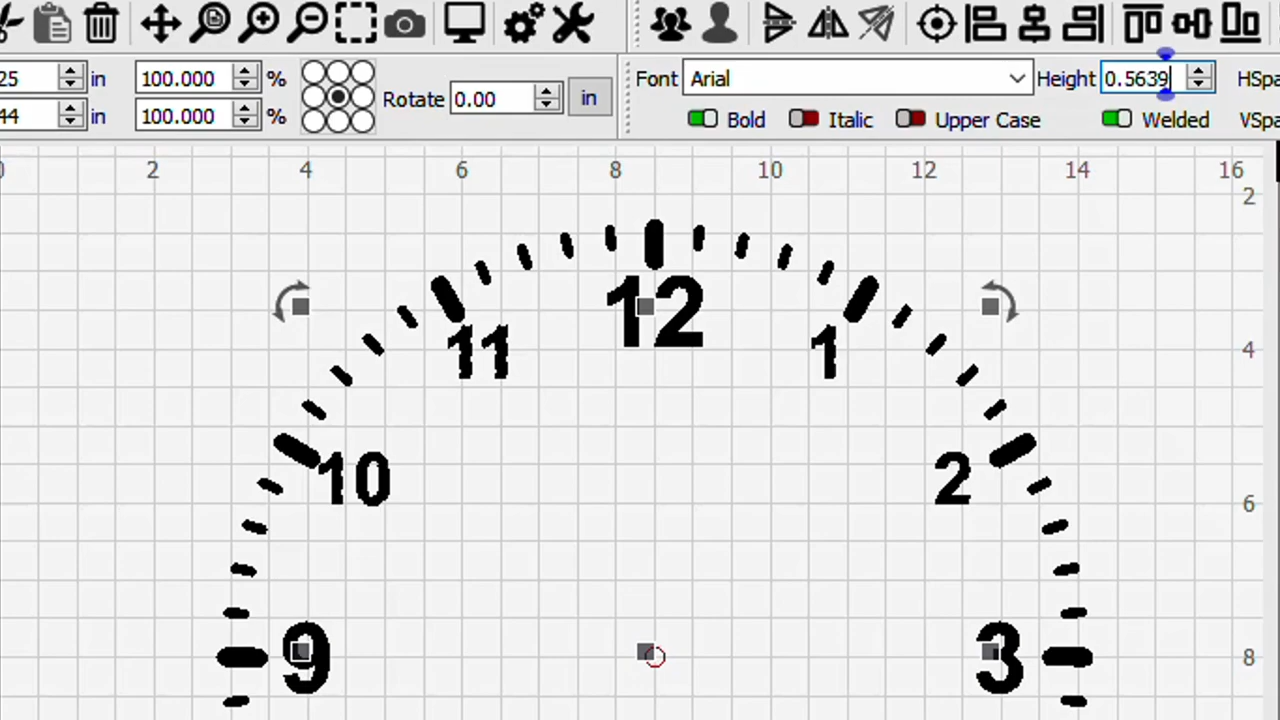 25 in 100.000 %
Font Arial Height 0.5639 HSpa
Rotate 0.00 in
44 in 100.000 %
Bold Italic Upper Case Welded VSpa
0 2 4 6 8 10 12 14 16
2
12
11 1
4
10 2
6
9 3
8